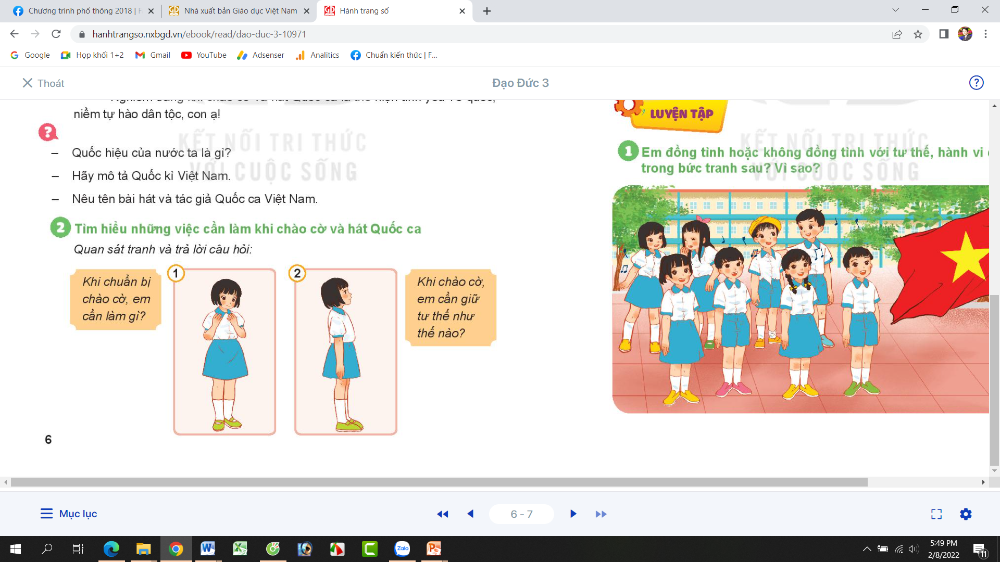 Chương trình phổ thông 2018 | F
Nhà xuất bản Giáo dục Việt Nam
Hành trang số
hanhtrangso.nxbgd.vn/ebook/read/dao-duc-3-10971
Google
Họp khối 1+2
Gmail
YouTube
Adsenser
Analitics
Chuẩn kiến thức | F...
Thoát
Đạo Đức 3
niềm tự hào dân tộc, con ạ!
KẾT NỐI TRI THỨC
VỚI CUỘC SỐNG
– Quốc hiệu của nước ta là gì?
– Hãy mô tả Quốc kì Việt Nam.
– Nêu tên bài hát và tác giả Quốc ca Việt Nam.
2 Tìm hiểu những việc cần làm khi chào cờ và hát Quốc ca
Quan sát tranh và trả lời câu hỏi:
Khi chuẩn bị
chào cờ, em
cần làm gì?
1
2
Khi chào cờ,
em cần giữ
tư thế như
thế nào?
6
LUYỆN TẬP
KẾT NỐI TRI THỨC
VỚI CUỘC SỐNG
1 Em đồng tình hoặc không đồng tình với tư thế, hành vi
trong bức tranh sau? Vì sao?
Mục lục
6 - 7
Zalo
5:49 PM
2/8/2022
11